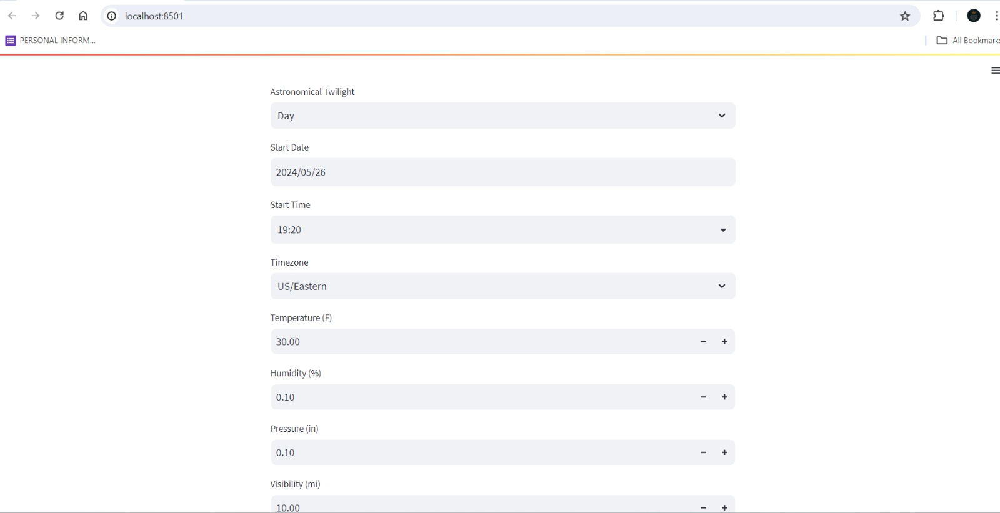 localhost:8501
PERSONAL INFORM...
All Bookmarks
Astronomical Twilight
Day
Start Date
2024/05/26
Start Time
19:20
Timezone
US/Eastern
Temperature (F)
30.00
Humidity (%)
0.10
Pressure (in)
0.10
Visibility (mi)
10.00